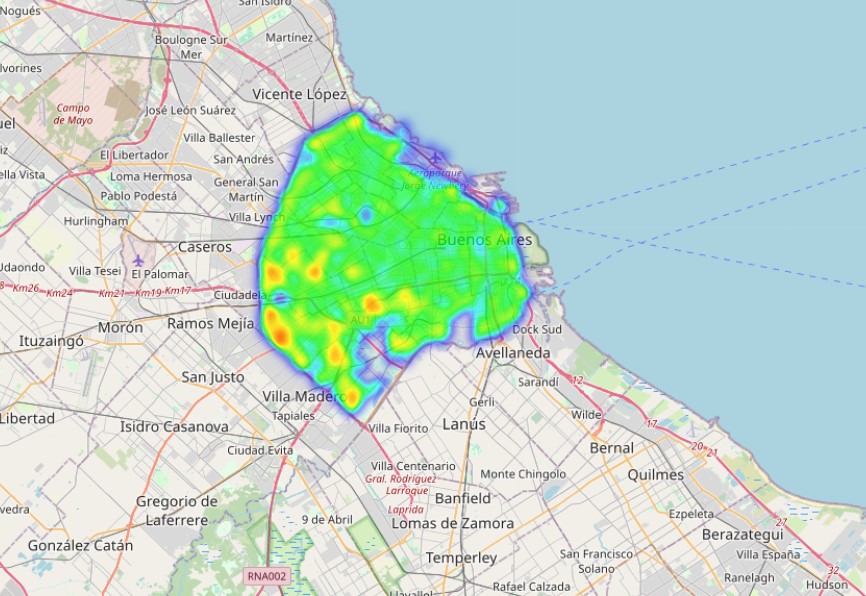 San Isidro
Nogués
Boulogne Sur
Mer
Martínez
lvorines
Vicente López
Campo
de Mayo
José León Suárez
uel
Villa Ballester
iz
El Libertador
San Andrés
ella Vista
Loma Hermosa
General San
Martín
Aeroparque
Jorge Newbery
Pablo Podestá
Hurlingham
Villa Lynch
Caseros
Buenos Aires
Udaondo
Villa Tesei
El Palomar
Km26
Km24
Km21
Km19
Km17
Ciudadela
Morón
Ramos Mejía
AU1
Ituzaingó
Dock Sud
Avellaneda
San Justo
12
Sarandí
Villa Madero
Gerli
Tapiales
Wilde
Libertad
Isidro Casanova
Villa Fiorito
Lanús
17
Ciudad Evita
Bernal
20
21
Villa Centenario
Monte Chingolo
Quilmes
Gral. Rodríguez
Larroque
Gregorio de
Laferrere
Banfield
vedra
Laprida
Ezpeleta
9 de Abril
Lomas de Zamora
27
Berazategui
González Catán
Temperley
San Francisco
Solano
Villa España
32
RNA002
Ranelagh
Rafael Calzada
Hudson
Llavallol